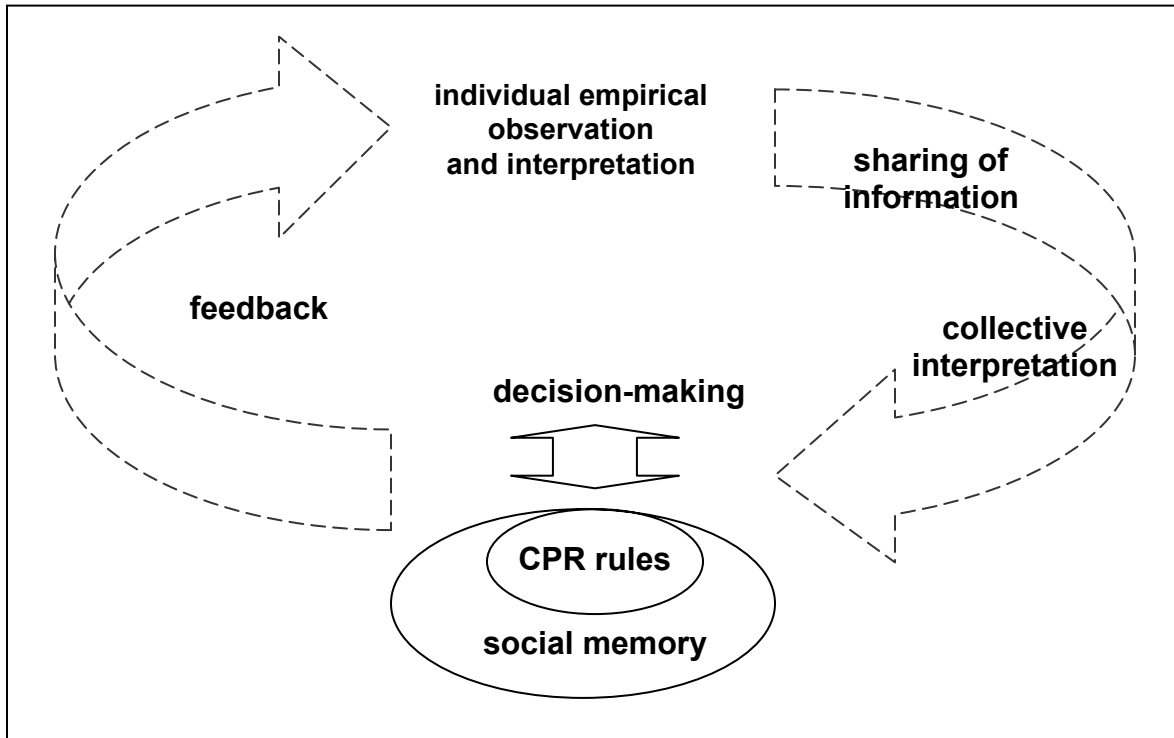 individual empirical
observation
and interpretation
sharing of
information
feedback
collective
interpretation
decision-making
CPR rules
social memory